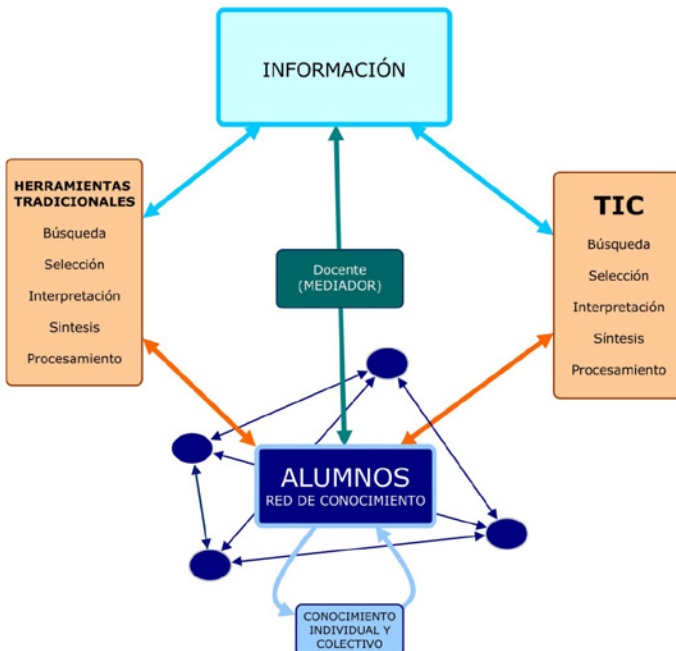 INFORMACIÓN
HERRAMIENTAS
TRADICIONALES
Búsqueda
Selección
Interpretación
Sintesis
Procesamiento
Docente
(MEDIADOR)
TIC
Búsqueda
Selección
Interpretación
Síntesis
Procesamiento
ALUMNOS
RED DE CONOCIMIENTO
CONOCIMIENTO
INDIVIDUAL Y
COLECTIVO